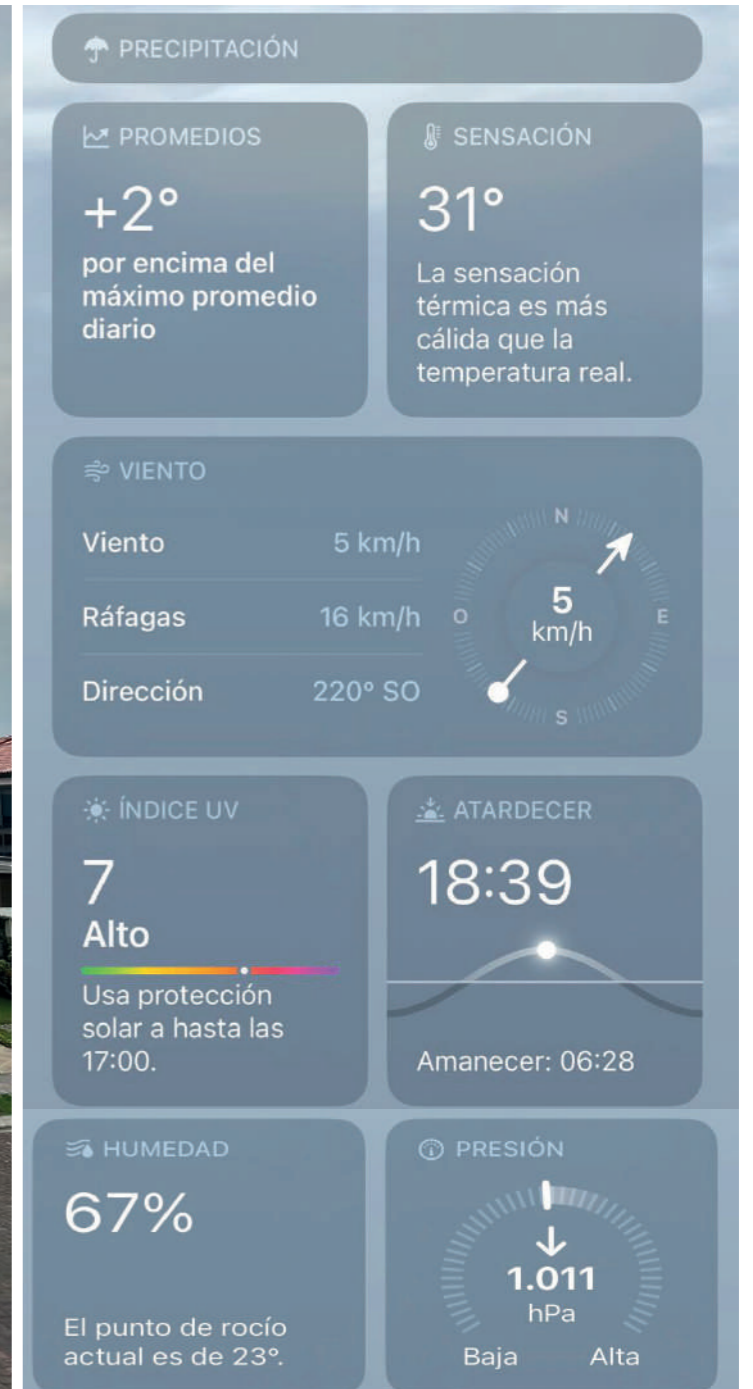 PRECIPITACIÓN
PROMEDIOS
+2°
por encima del
máximo promedio
diario
SENSACIÓN
31°
La sensación
térmica es más
cálida que la
temperatura real.
VIENTO
Viento 5 km/h
Ráfagas 16 km/h
Dirección 220° SO
N
O
E
S
5
km/h
ÍNDICE UV
7
Alto
Usa protección
solar a hasta las
17:00.
ATARDECER
18:39
Amanecer: 06:28
HUMEDAD
67%
El punto de rocío
actual es de 23°.
PRESIÓN
1.011
hPa
Baja Alta